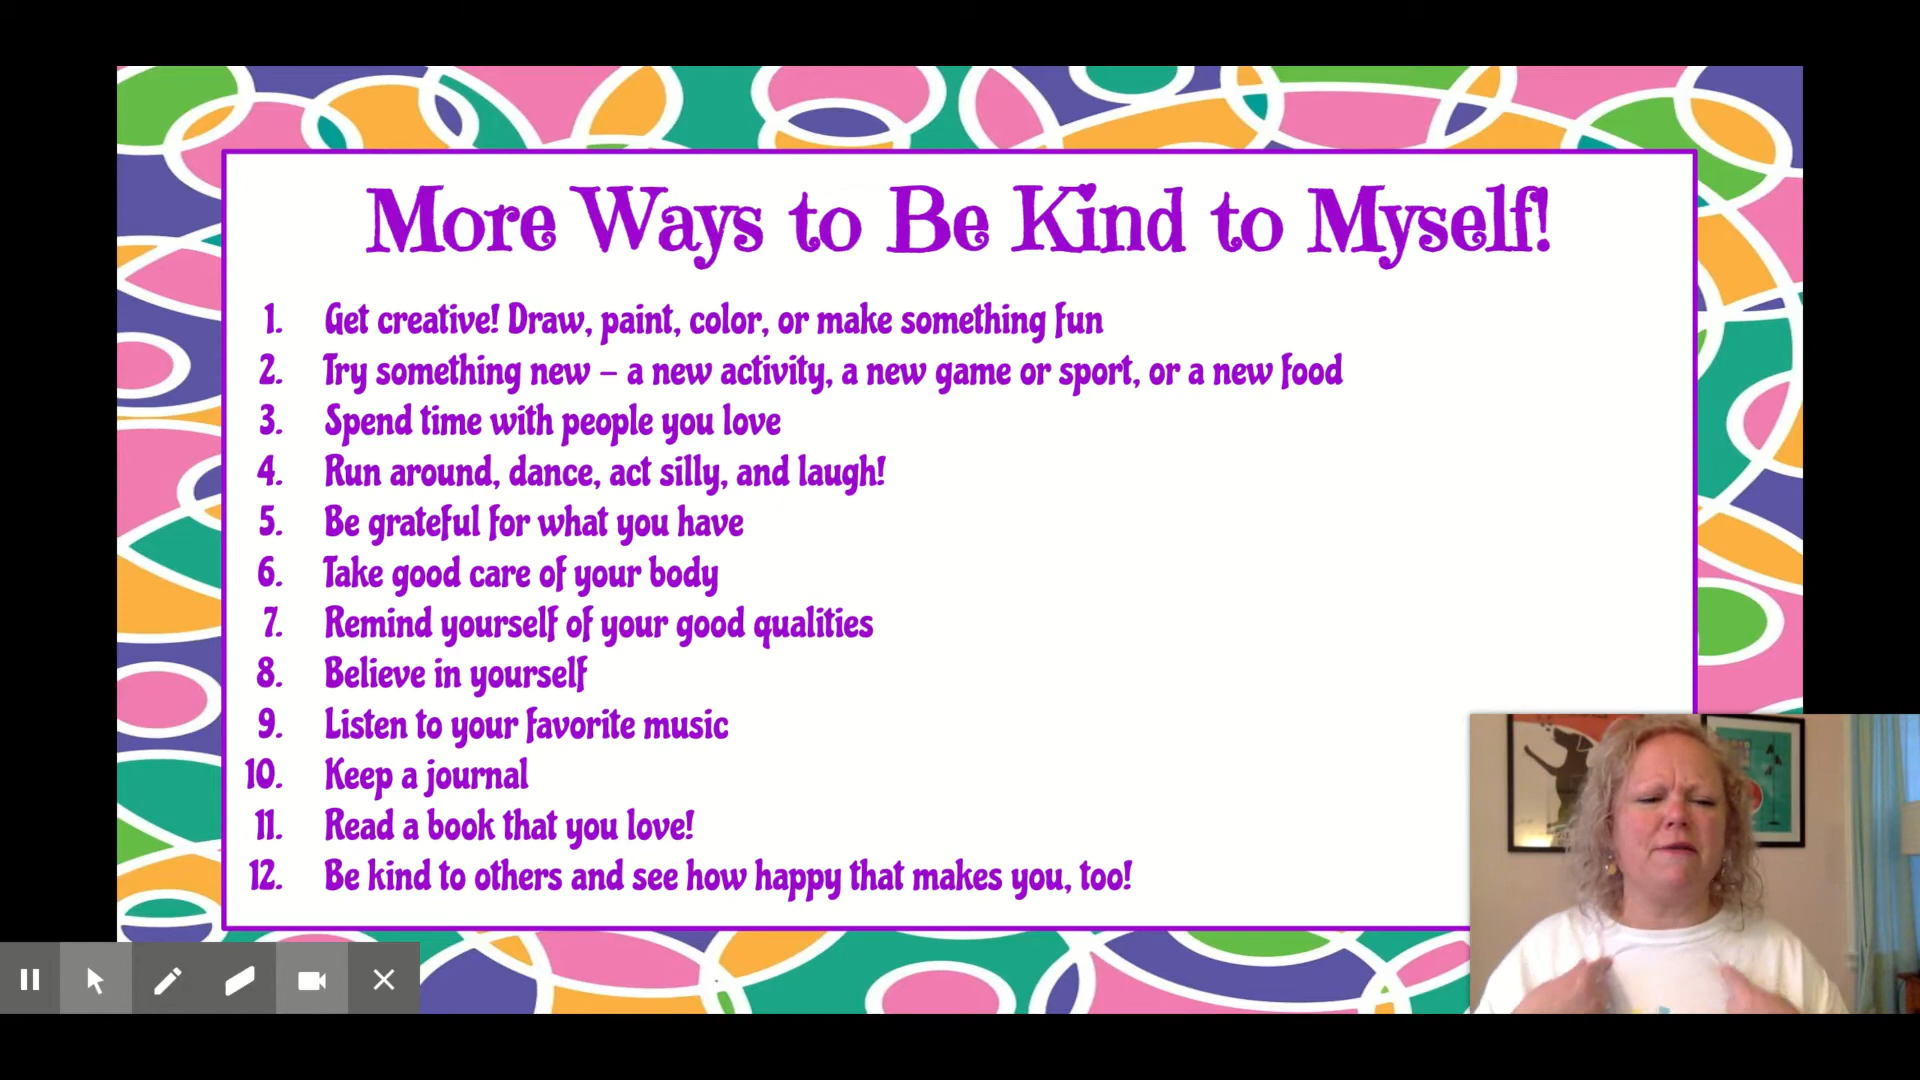 More Ways to Be Kind to Myself!
1. Get creative! Draw, paint, color, or make something fun
2. Try something new – a new activity, a new game or sport, or a new food
3. Spend time with people you love
4. Run around, dance, act silly, and laugh!
5. Be grateful for what you have
6. Take good care of your body
7. Remind yourself of your good qualities
8. Believe in yourself
9. Listen to your favorite music
10. Keep a journal
11. Read a book that you love!
12. Be kind to others and see how happy that makes you, too!